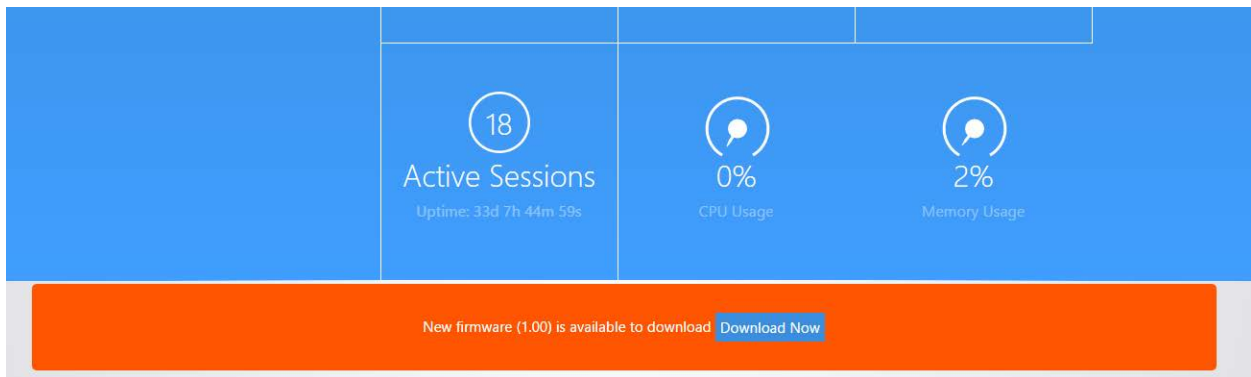 18
Active Sessions
Uptime: 33d 7h 44m 59s
0%
CPU Usage
2%
Memory Usage
New firmware (1.00) is available to download Download Now